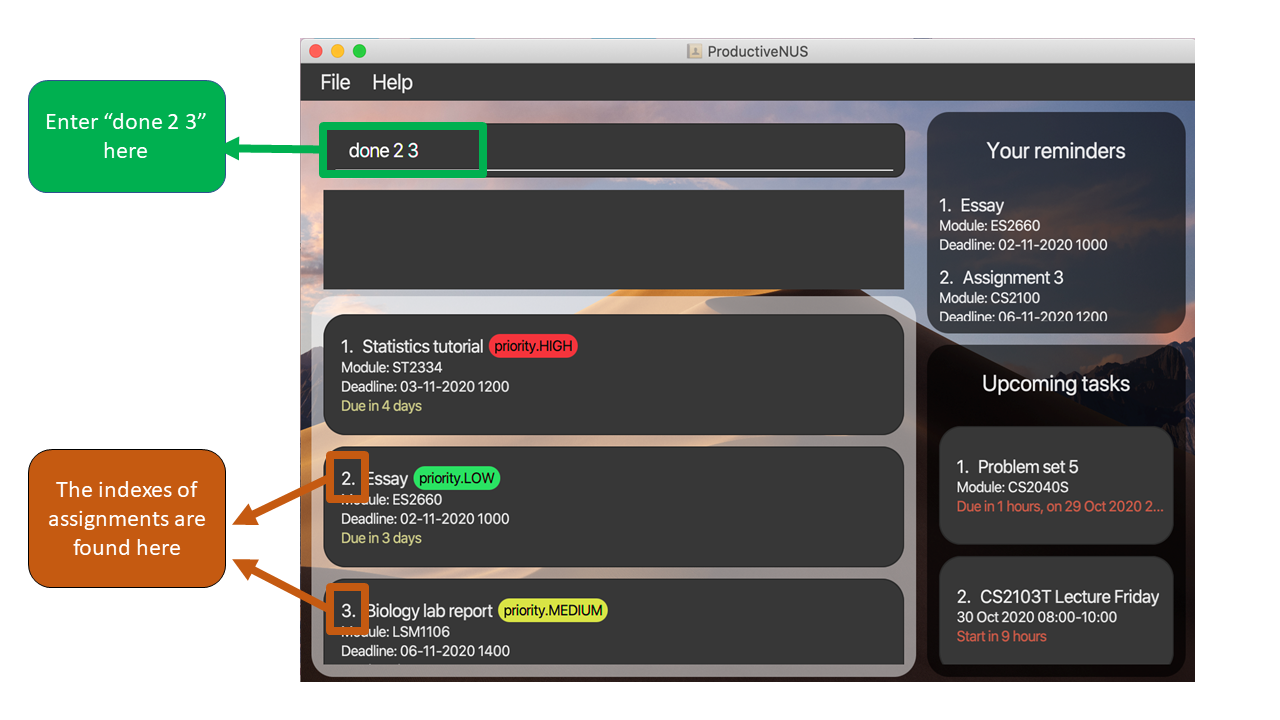 ProductiveNUS
File Help
Enter “done 2 3”
here
done 2 3
Your reminders
1. Essay
Module: ES2660
Deadline: 02-11-2020 1000
2. Assignment 3
Module: CS2100
Deadline: 06-11-2020 1200
1. Statistics tutorial priority.HIGH
Module: ST2334
Deadline: 03-11-2020 1200
Due in 4 days
The indexes of
assignments are
found here
2. Essay priority.LOW
Module: ES2660
Deadline: 02-11-2020 1000
Due in 3 days
3. Biology lab report priority.MEDIUM
Module: LSM1106
Deadline: 06-11-2020 1400
Upcoming tasks
1. Problem set 5
Module: CS2040S
Due in 1 hours, on 29 Oct 2020 2...
2. CS2103T Lecture Friday
30 Oct 2020 08:00-10:00
Start in 9 hours